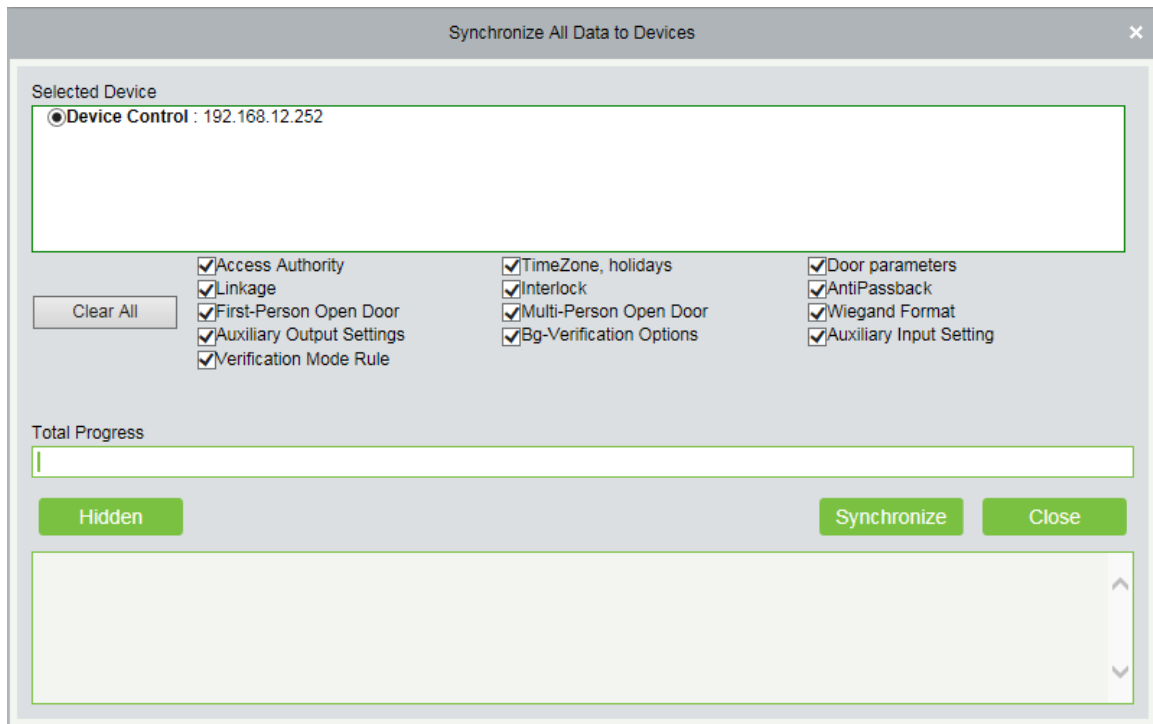 Synchronize All Data to Devices
Selected Device
Device Control : 192.168.12.252
Access Authority TimeZone, holidays Door parameters
Linkage Interlock AntiPassback
Clear All First-Person Open Door Multi-Person Open Door Wiegand Format
Auxiliary Output Settings Bg-Verification Options Auxiliary Input Setting
Verification Mode Rule
Total Progress
Hidden Synchronize Close